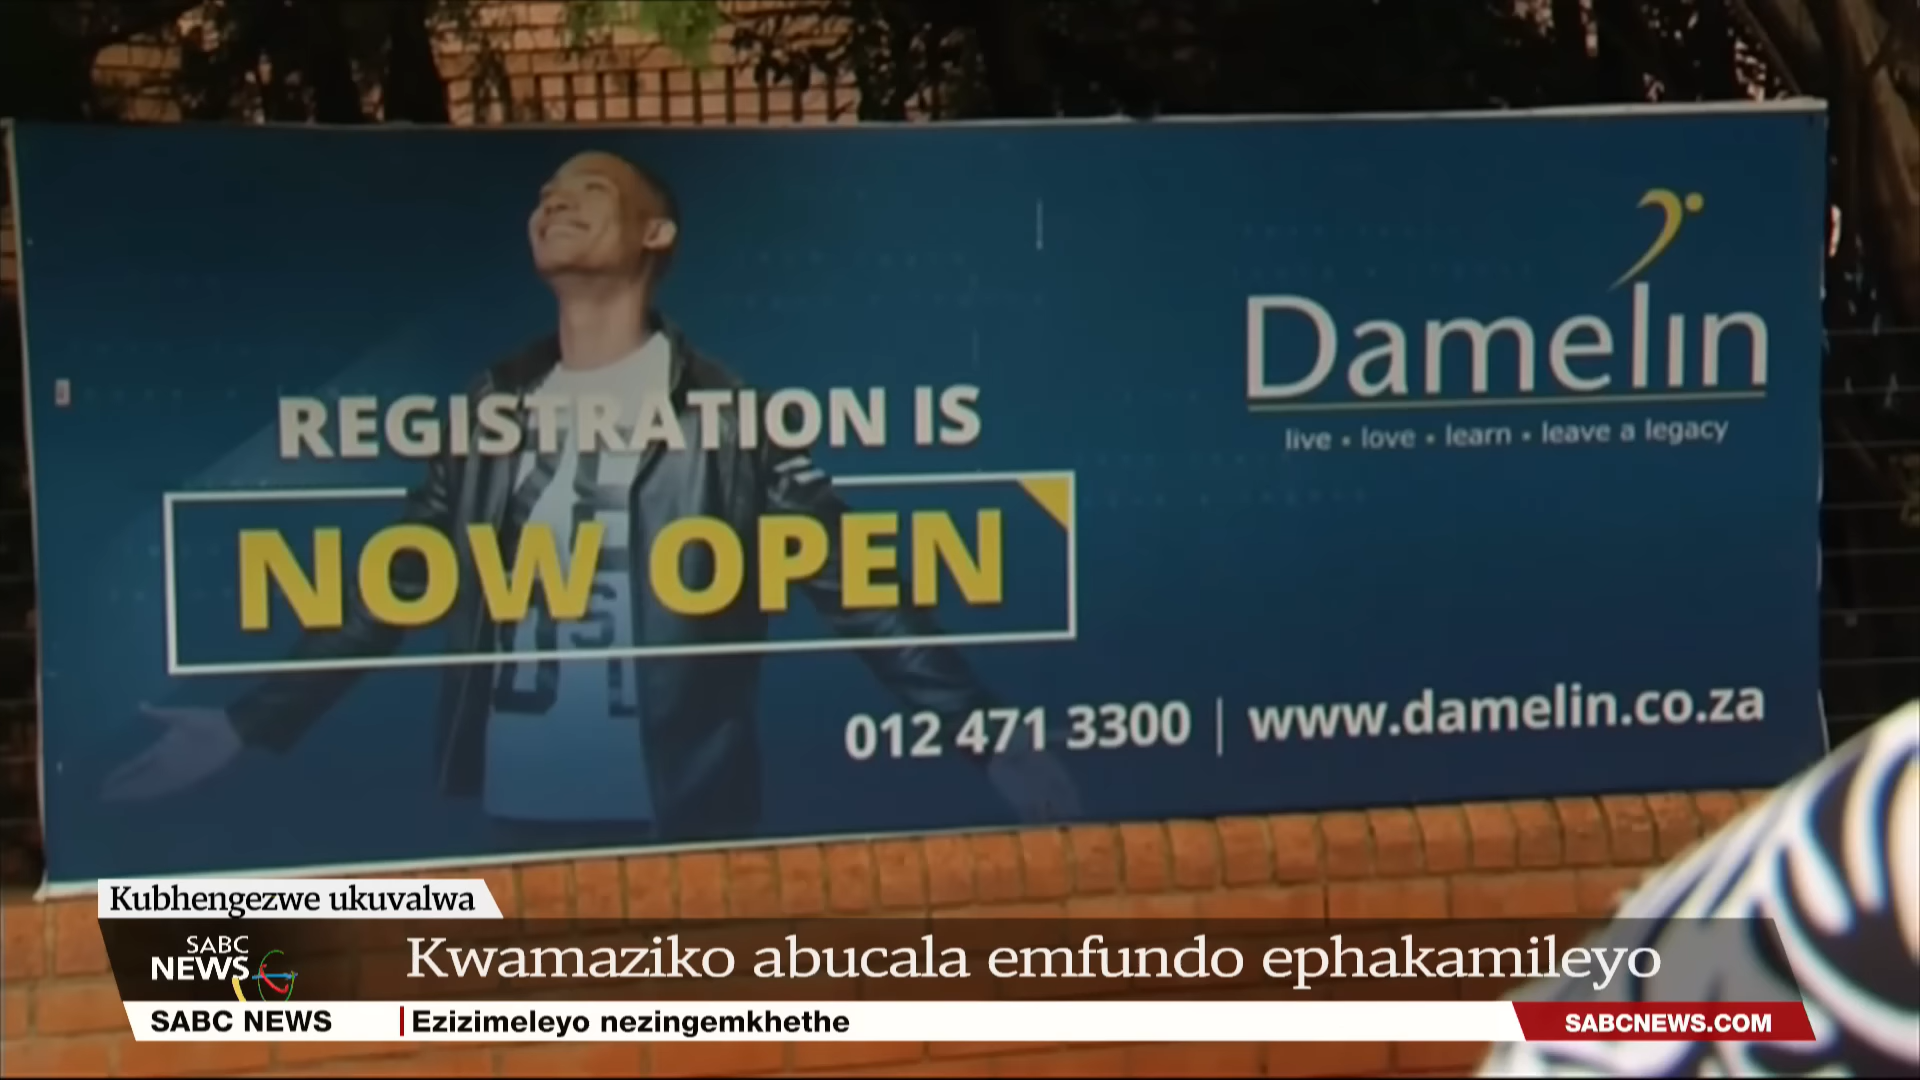 REGISTRATION IS
NOW OPEN
Damelin
live • love • learn • leave a legacy
012 471 3300 | www.damelin.co.za
Kubhengezwe ukuvalwa
SABC NEWS
Kwamaziko abucala emfundo ephakamileyo
SABC NEWS
Ezizimeleyo nezingemkhethe
SABCNEWS.COM